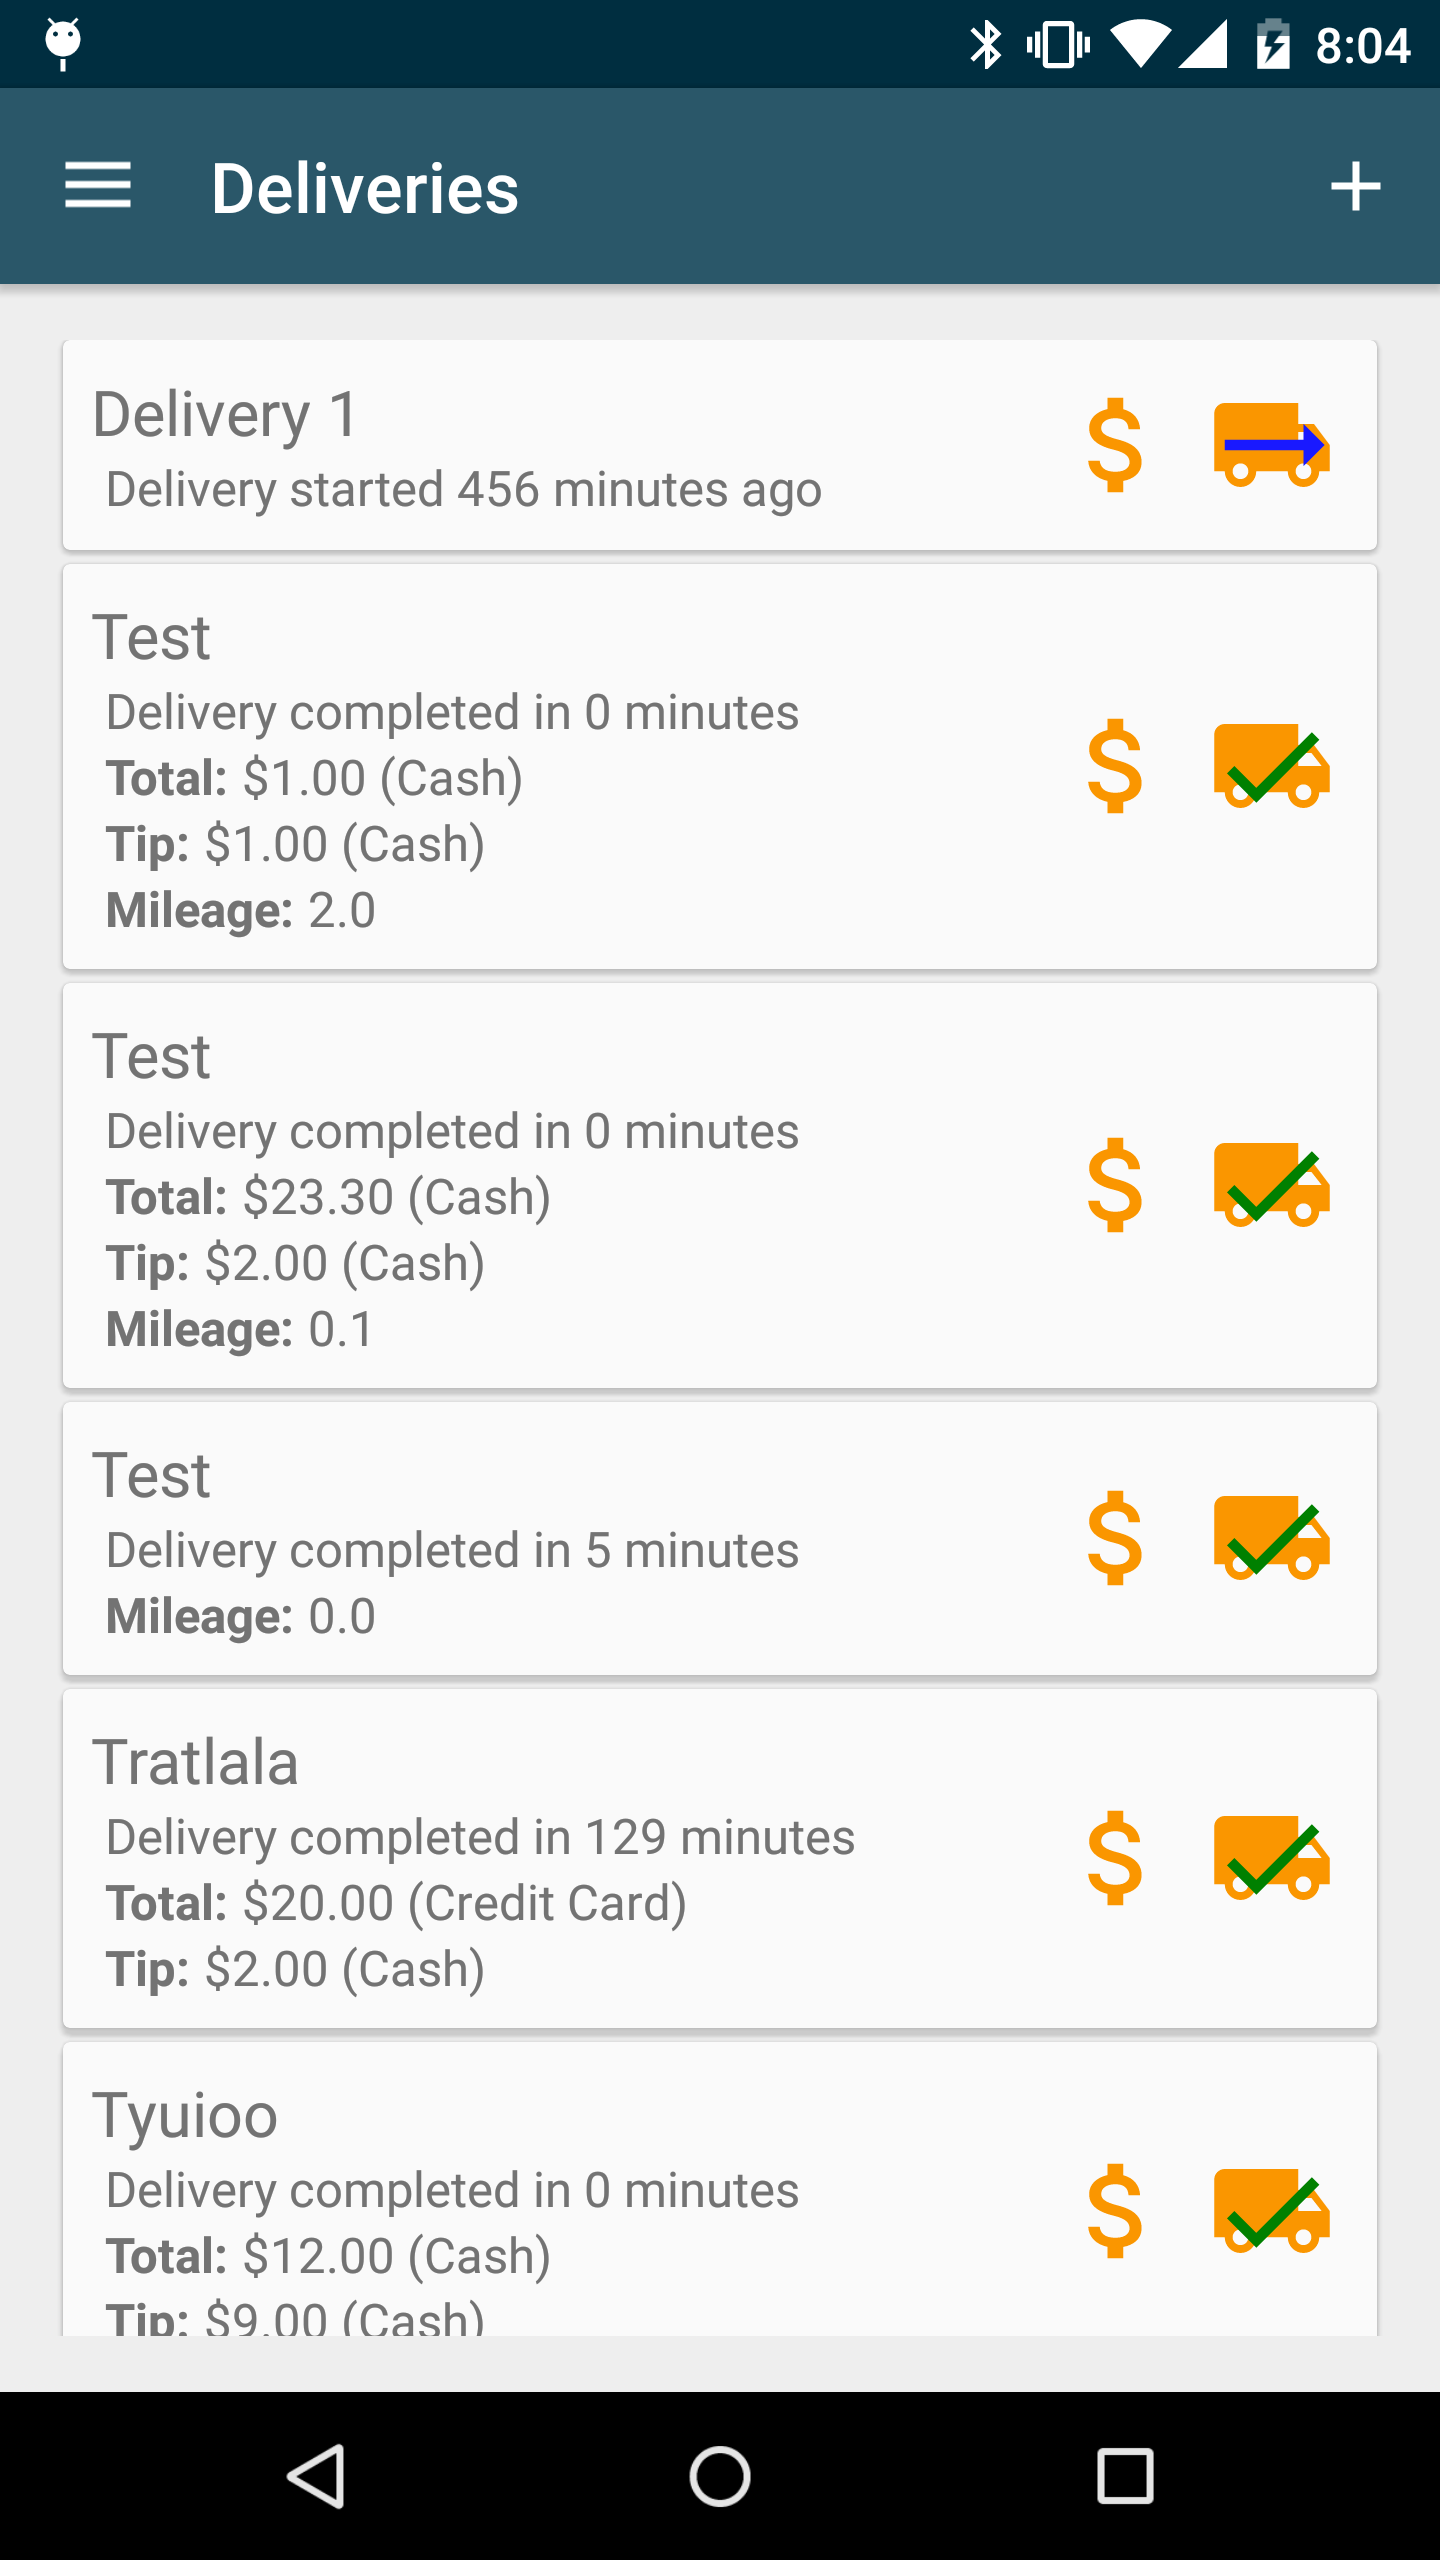 8:04
Deliveries
Delivery 1
Delivery started 456 minutes ago
Test
Delivery completed in 0 minutes
Total: $1.00 (Cash)
Tip: $1.00 (Cash)
Mileage: 2.0
Test
Delivery completed in 0 minutes
Total: $23.30 (Cash)
Tip: $2.00 (Cash)
Mileage: 0.1
Test
Delivery completed in 5 minutes
Mileage: 0.0
Tratlala
Delivery completed in 129 minutes
Total: $20.00 (Credit Card)
Tip: $2.00 (Cash)
Tyuioo
Delivery completed in 0 minutes
Total: $12.00 (Cash)
Tip: $9.00 (Cash)